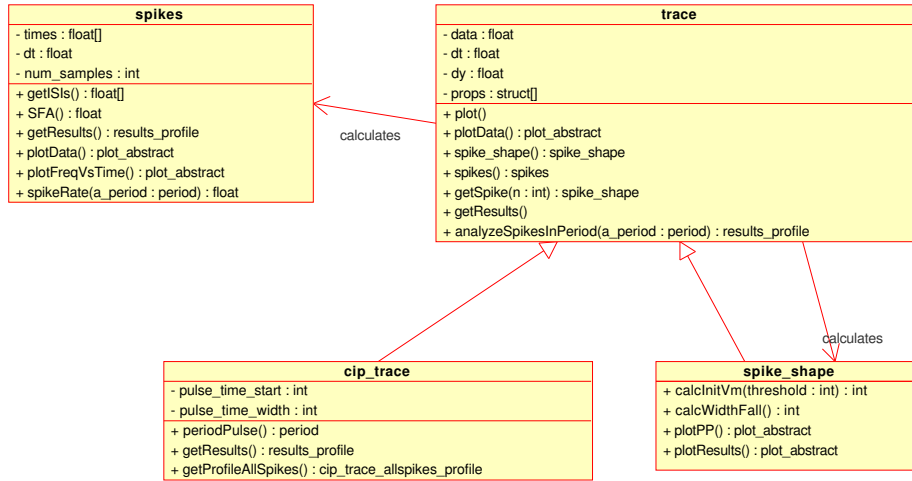 spikes
- times : float[]
- dt : float
- num_samples : int
+ getISIs() : float[]
+ SFA() : float
+ getResults() : results_profile
+ plotData() : plot_abstract
+ plotFreqVsTime() : plot_abstract
+ spikeRate(a_period : period) : float
calculates
trace
- data : float
- dt : float
- dy : float
- props : struct[]
+ plot()
+ plotData() : plot_abstract
+ spike_shape() : spike_shape
+ spikes() : spikes
+ getSpike(n : int) : spike_shape
+ getResults()
+ analyzeSpikesInPeriod(a_period : period) : results_profile
calculates
cip_trace
- pulse_time_start : int
- pulse_time_width : int
+ periodPulse() : period
+ getResults() : results_profile
+ getProfileAllSpikes() : cip_trace_allspikes_profile
spike_shape
+ calcInitVm(threshold : int) : int
+ calcWidthFall() : int
+ plotPP() : plot_abstract
+ plotResults() : plot_abstract